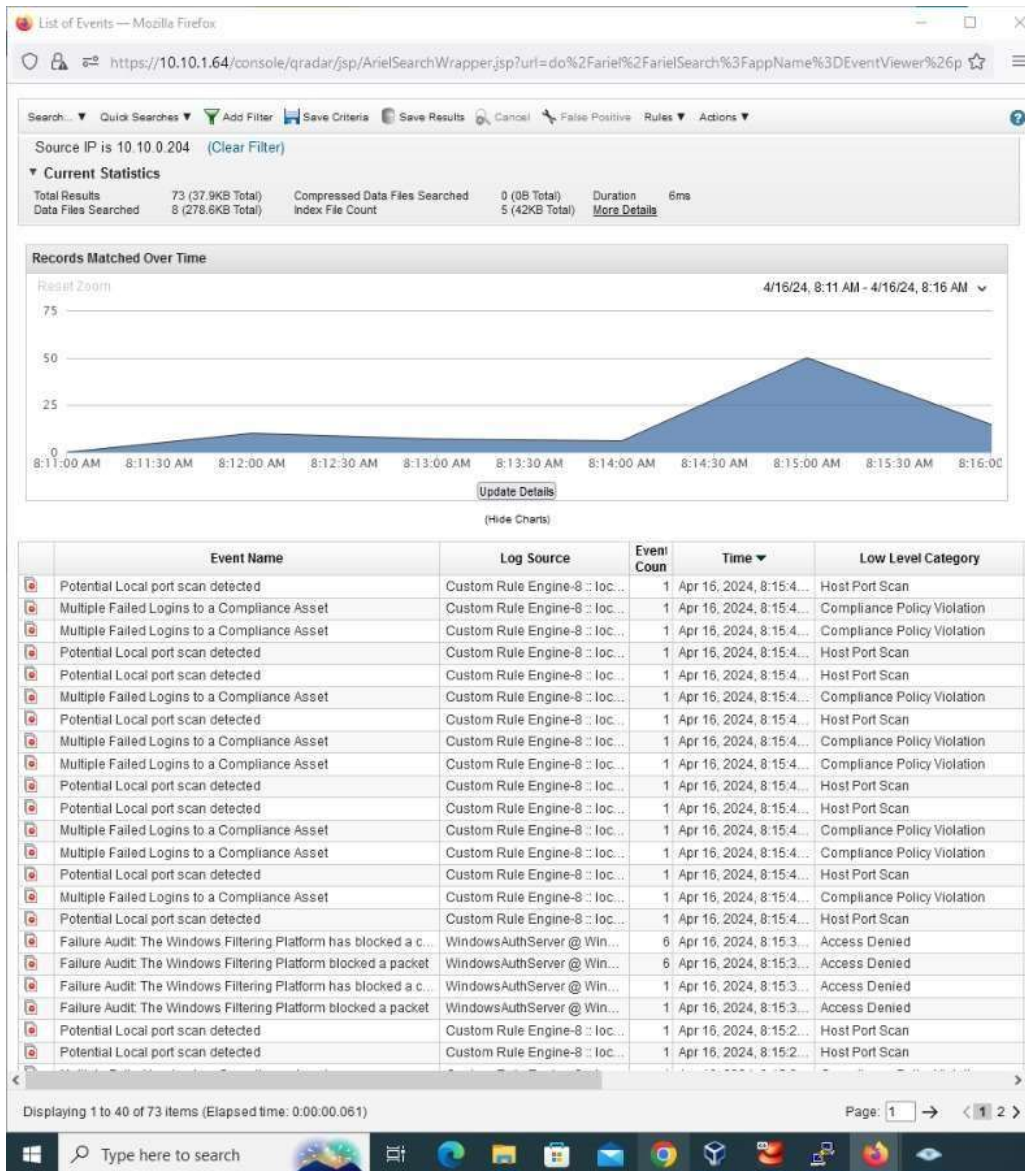 List of Events — Mozilla Firefox
https://10.10.1.64/console/qradar/jsp/ArielSearchWrapper.jsp?url=do%2Fariel%2FarielSearch%3FappName%3DEventViewer%26p
Search... ▼ Quick Searches ▼ Add Filter Save Criteria Save Results Cancel False Positive Rules ▼ Actions ▼
Source IP is 10.10.0.204 (Clear Filter)
▼ Current Statistics
Total Results 73 (37.9KB Total) Compressed Data Files Searched 0 (0B Total) Duration 6ms
Data Files Searched 8 (278.6KB Total) Index File Count 5 (42KB Total) More Details
Records Matched Over Time
Reset Zoom 4/16/24, 8:11 AM - 4/16/24, 8:16 AM
75
50
25
0
8:11:00 AM 8:11:30 AM 8:12:00 AM 8:12:30 AM 8:13:00 AM 8:13:30 AM 8:14:00 AM 8:14:30 AM 8:15:00 AM 8:15:30 AM 8:16:00
Update Details
(Hide Charts)
Event Name Log Source Event Coun Time ▼ Low Level Category
Potential Local port scan detected Custom Rule Engine-8 :: loc... 1 Apr 16, 2024, 8:15:4... Host Port Scan
Multiple Failed Logins to a Compliance Asset Custom Rule Engine-8 :: loc... 1 Apr 16, 2024, 8:15:4... Compliance Policy Violation
Multiple Failed Logins to a Compliance Asset Custom Rule Engine-8 :: loc... 1 Apr 16, 2024, 8:15:4... Compliance Policy Violation
Potential Local port scan detected Custom Rule Engine-8 :: loc... 1 Apr 16, 2024, 8:15:4... Host Port Scan
Potential Local port scan detected Custom Rule Engine-8 :: loc... 1 Apr 16, 2024, 8:15:4... Host Port Scan
Multiple Failed Logins to a Compliance Asset Custom Rule Engine-8 :: loc... 1 Apr 16, 2024, 8:15:4... Compliance Policy Violation
Potential Local port scan detected Custom Rule Engine-8 :: loc... 1 Apr 16, 2024, 8:15:4... Host Port Scan
Multiple Failed Logins to a Compliance Asset Custom Rule Engine-8 :: loc... 1 Apr 16, 2024, 8:15:4... Compliance Policy Violation
Multiple Failed Logins to a Compliance Asset Custom Rule Engine-8 :: loc... 1 Apr 16, 2024, 8:15:4... Compliance Policy Violation
Potential Local port scan detected Custom Rule Engine-8 :: loc... 1 Apr 16, 2024, 8:15:4... Host Port Scan
Potential Local port scan detected Custom Rule Engine-8 :: loc... 1 Apr 16, 2024, 8:15:4... Host Port Scan
Multiple Failed Logins to a Compliance Asset Custom Rule Engine-8 :: loc... 1 Apr 16, 2024, 8:15:4... Compliance Policy Violation
Multiple Failed Logins to a Compliance Asset Custom Rule Engine-8 :: loc... 1 Apr 16, 2024, 8:15:4... Compliance Policy Violation
Potential Local port scan detected Custom Rule Engine-8 :: loc... 1 Apr 16, 2024, 8:15:4... Host Port Scan
Multiple Failed Logins to a Compliance Asset Custom Rule Engine-8 :: loc... 1 Apr 16, 2024, 8:15:4... Compliance Policy Violation
Potential Local port scan detected Custom Rule Engine-8 :: loc... 1 Apr 16, 2024, 8:15:4... Host Port Scan
Failure Audit: The Windows Filtering Platform has blocked a c... WindowsAuthServer @ Win... 6 Apr 16, 2024, 8:15:3... Access Denied
Failure Audit: The Windows Filtering Platform blocked a packet WindowsAuthServer @ Win... 6 Apr 16, 2024, 8:15:3... Access Denied
Failure Audit: The Windows Filtering Platform has blocked a c... WindowsAuthServer @ Win... 1 Apr 16, 2024, 8:15:3... Access Denied
Failure Audit: The Windows Filtering Platform blocked a packet WindowsAuthServer @ Win... 1 Apr 16, 2024, 8:15:3... Access Denied
Potential Local port scan detected Custom Rule Engine-8 :: loc... 1 Apr 16, 2024, 8:15:2... Host Port Scan
Potential Local port scan detected Custom Rule Engine-8 :: loc... 1 Apr 16, 2024, 8:15:2... Host Port Scan
Displaying 1 to 40 of 73 items (Elapsed time: 0:00:00.061) Page: 1 → < 1 2 >
Type here to search